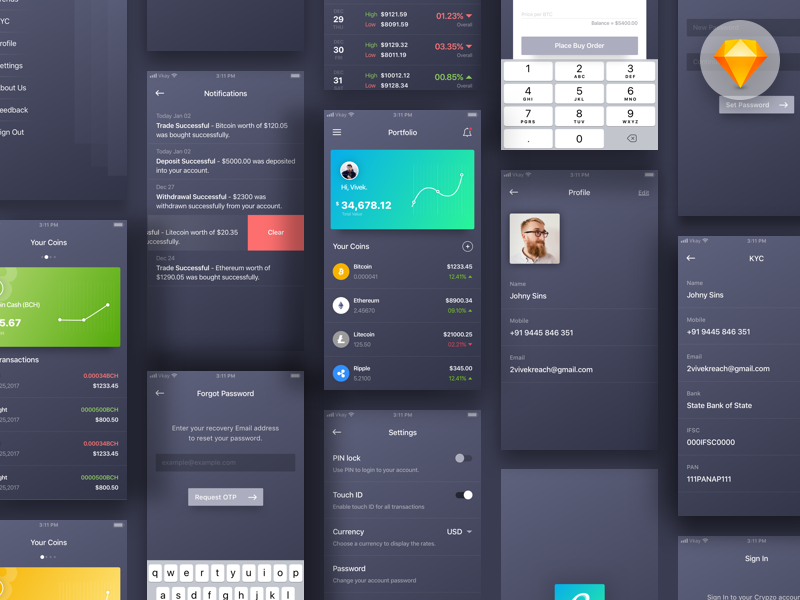 KYC
rofile
ettings
bout Us
eedback
ign Out
3:11 PM
Your Coins
n Cash (BCH)
5.67
ransactions
0.00034BCH
25,2017
$1233.45
ght
0000500BCH
25,2017
$800.50
0.00034BCH
25,2017
$1233.45
ght
0000500BCH
25,2017
$800.50
3:11 PM
Your Coins
Vkay
3:11 PM
Notifications
Today Jan 02
Trade Successful - Bitcoin worth of $120.05
was bought successfully.
Today Jan 02
Deposit Successful - $5000.00 was deposited
into your account.
Dec 27
Withdrawal Successful - $2300 was
withdrawn successfully from your account.
sful - Litecoin worth of $20.35
uccessfully.
Clear
Dec 24
Trade Successful - Ethereum worth of
$1290.05 was bought successfully.
Vkay
3:11 PM
Forgot Password
Enter your recovery Email address
to reset your password.
example@example.com
Request OTP
q w e r t y u i o p
a s d f g h j k l
DEC
29
THU
High $9121.59
Low $8091.59
01.23%
Overall
DEC
30
High $9129.32
Low $8011.19
03.35%
Overall
DEC
31
High $10012.12
Low $9128.34
00.85%
Overall
Vkay
3:11 PM
Portfolio
Hi, Vivek.
$ 34,678.12
Total Value
Your Coins
Bitcoin
$1233.45
0.000041
12.41%
Ethereum
$8900.34
2.45670
09.10%
Litecoin
$21000.25
125.50
02.21%
Ripple
$345.00
5.2100
12.41%
Vkay
3:11 PM
Settings
PIN lock
Use PIN to login to your account.
Touch ID
Enable touch ID for all transactions
Currency
USD
Choose a currency to display the rates.
Password
Change your account password
Price per BTC
Balance = $5400.00
Place Buy Order
1
2
ABC
3
DEF
4
GHI
5
JKL
6
MNO
7
PQRS
8
TUV
9
WXYZ
.
0
Vkay
3:11 PM
Profile
Edit
Name
Johny Sins
Mobile
+91 9445 846 351
Email
2vivekreach@gmail.com
Set Password
Vkay
3:11 PM
KYC
Name
Johny Sins
Mobile
+91 9445 846 351
Email
2vivekreach@gmail.com
Bank
State Bank of State
IFSC
000IFSC0000
PAN
111PANAP111
Vkay
3:11 PM
Sign In
Sign In to your Crypzo accoun